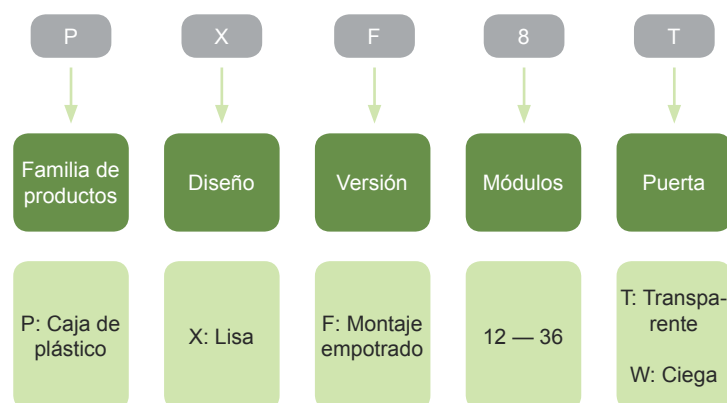 P
X
F
8
T
Familia de
productos
Diseño
Versión
Módulos
Puerta
P: Caja de
plástico
X: Lisa
F: Montaje
empotrado
12 — 36
T: Transpa-
rente
W: Ciega